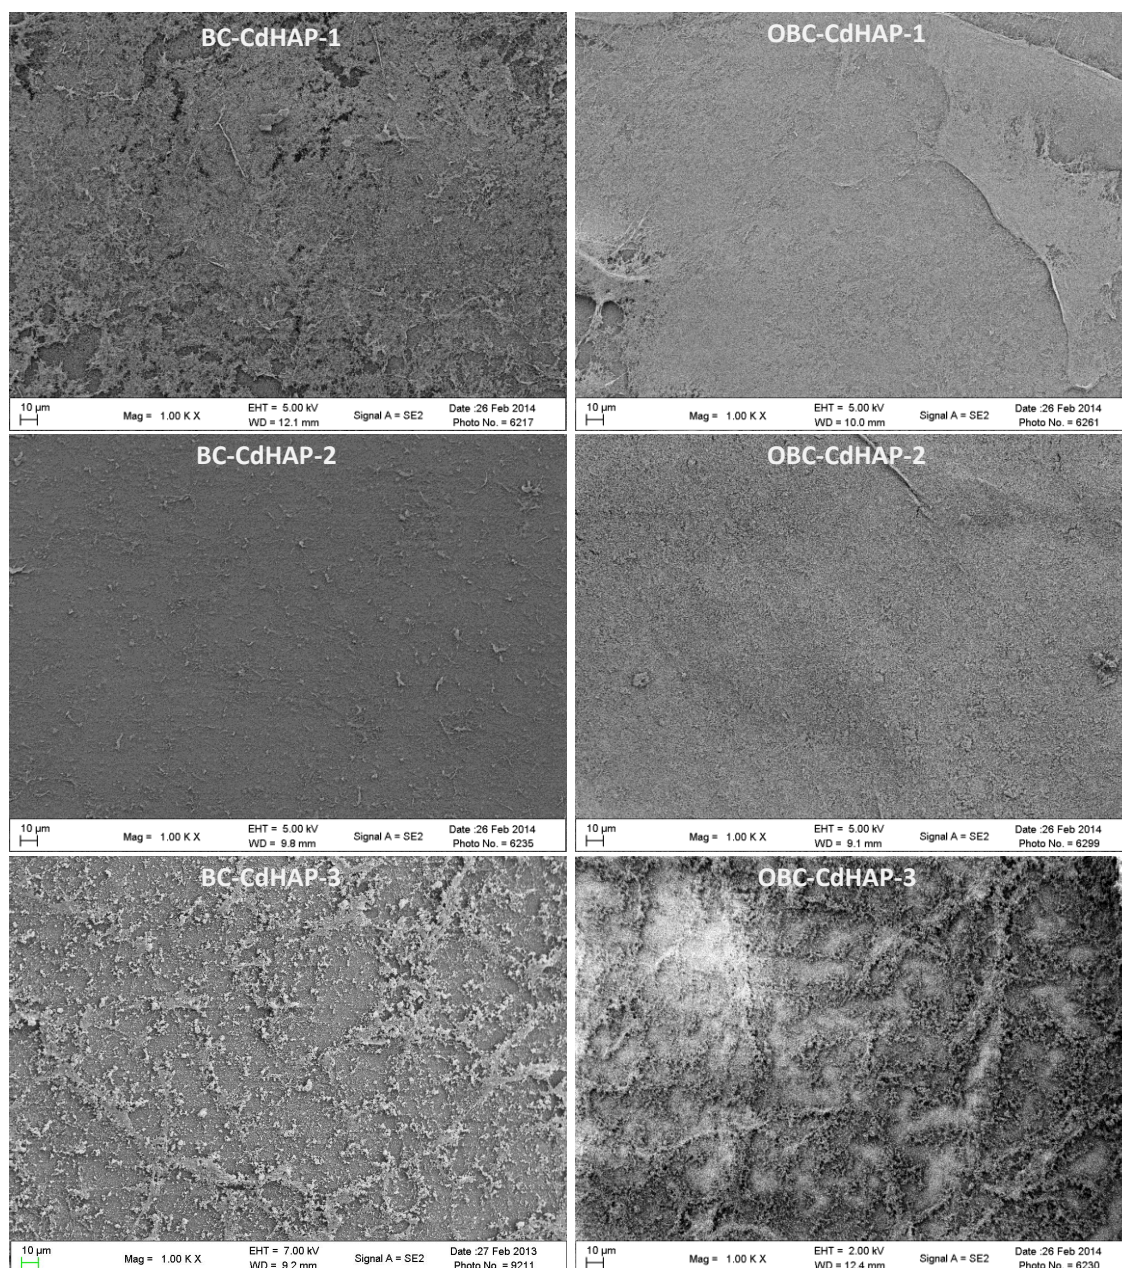 BC-CdHAP-1
10 µm
Mag = 1.00 K X
EHT = 5.00 kV
WD = 12.1 mm
Signal A = SE2
Date :26 Feb 2014
Photo No. = 6217
OBC-CdHAP-1
10 µm
Mag = 1.00 K X
EHT = 5.00 kV
WD = 10.0 mm
Signal A = SE2
Date :26 Feb 2014
Photo No. = 6261
BC-CdHAP-2
10 µm
Mag = 1.00 K X
EHT = 5.00 kV
WD = 9.8 mm
Signal A = SE2
Date :26 Feb 2014
Photo No. = 6235
OBC-CdHAP-2
10 µm
Mag = 1.00 K X
EHT = 5.00 kV
WD = 9.1 mm
Signal A = SE2
Date :26 Feb 2014
Photo No. = 6299
BC-CdHAP-3
10 µm
Mag = 1.00 K X
EHT = 7.00 kV
WD = 9.2 mm
Signal A = SE2
Date :27 Feb 2013
Photo No. = 9211
OBC-CdHAP-3
10 µm
Mag = 1.00 K X
EHT = 2.00 kV
WD = 12.4 mm
Signal A = SE2
Date :26 Feb 2014
Photo No. = 6230